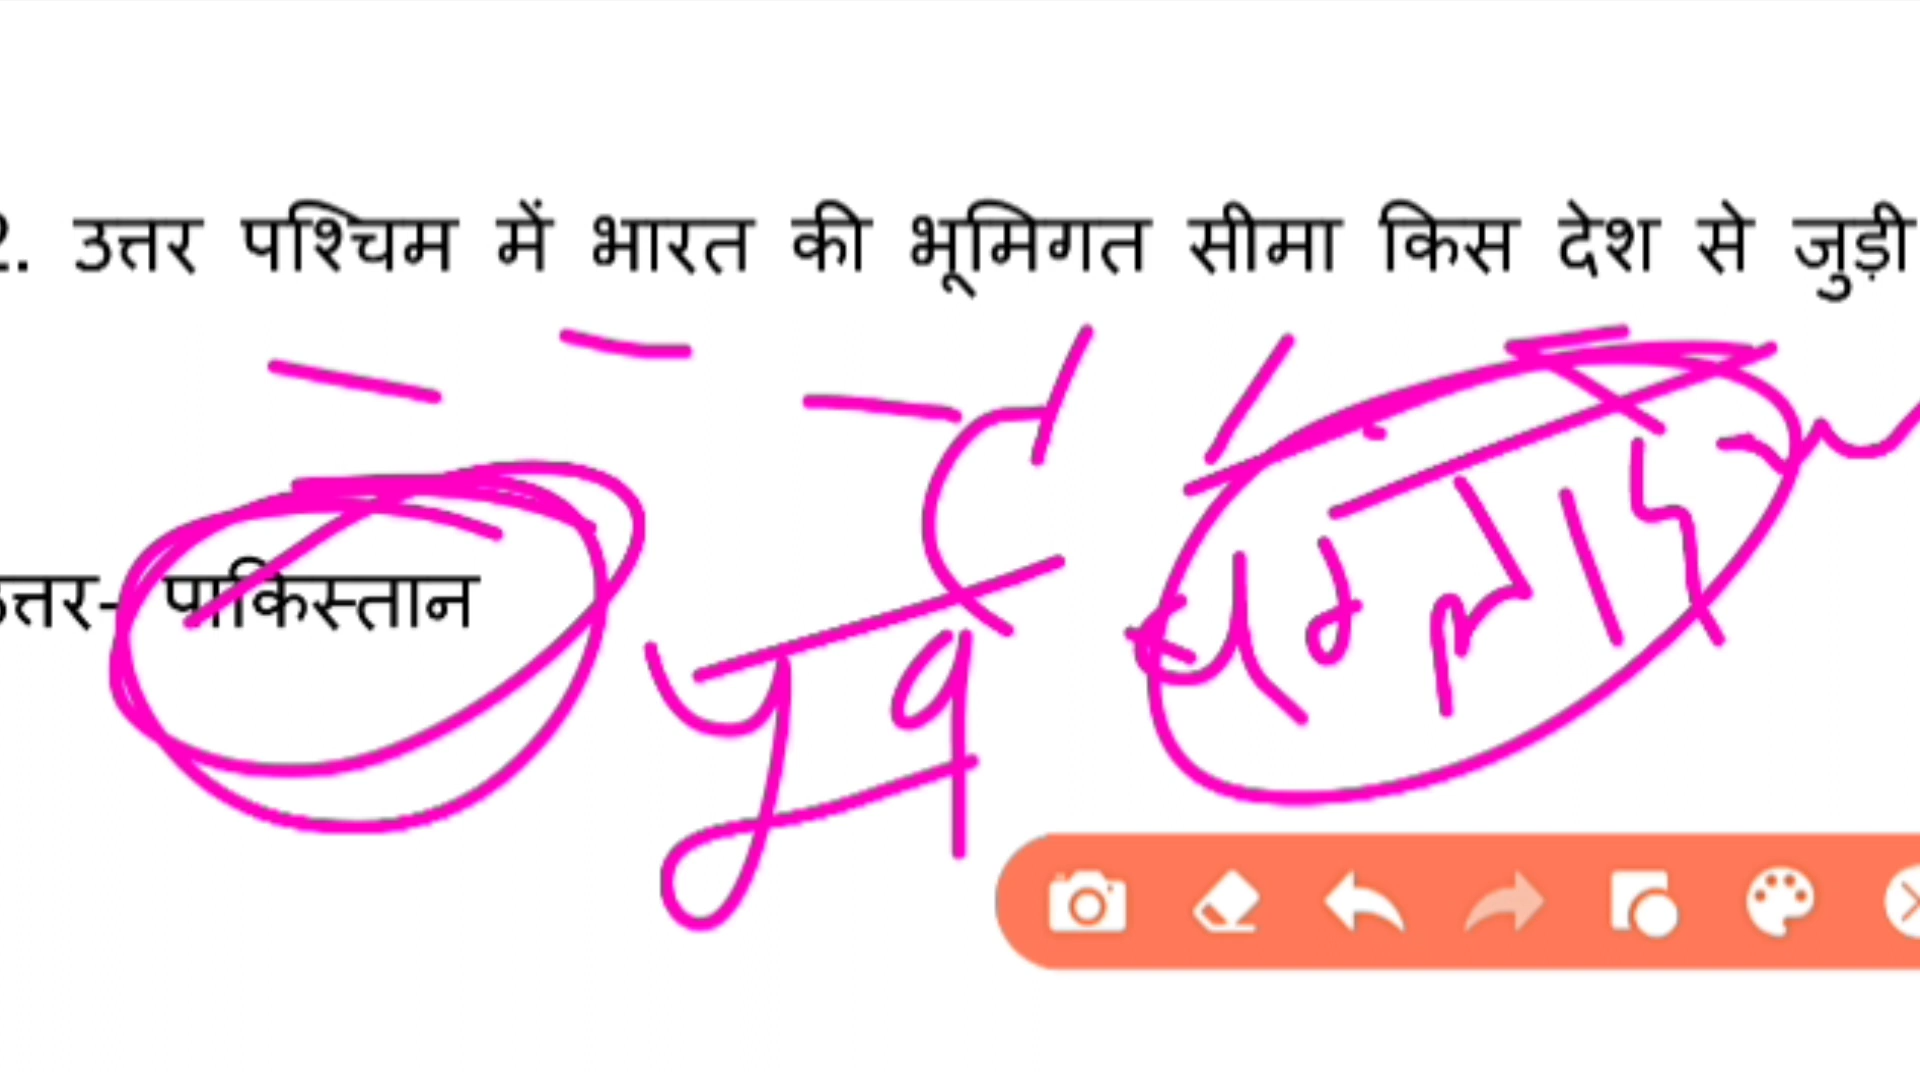 2. उत्तर पश्चिम में भारत की भूमिगत सीमा किस देश से जुड़ी
उत्तर- पाकिस्तान